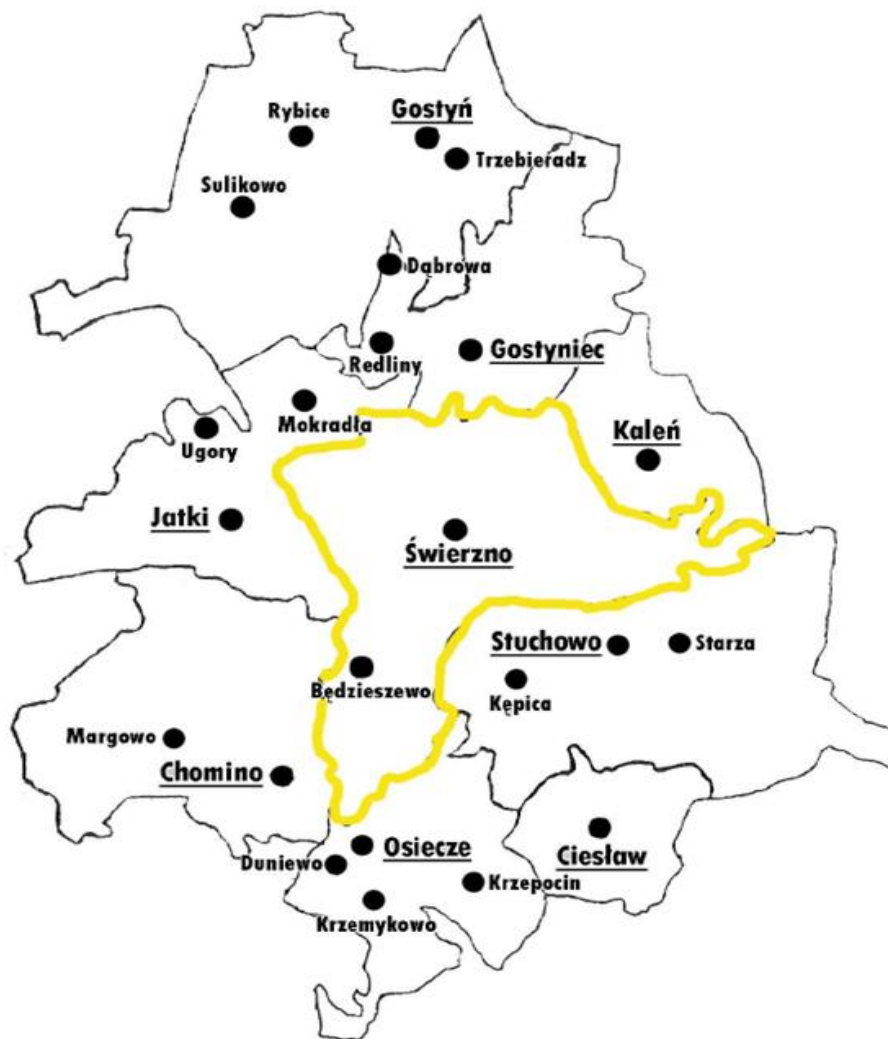 Rybice
Gostyń
Trzebieradz
Sulikowo
Dąbrowa
Redliny
Gostyniec
Mokradła
Ugory
Kaleń
Jatki
Świerzno
Stuchowo
Starza
Będzieszewo
Kępica
Margowo
Chomino
Osiecze
Ciesław
Duniewo
Krzepocin
Krzemykowo